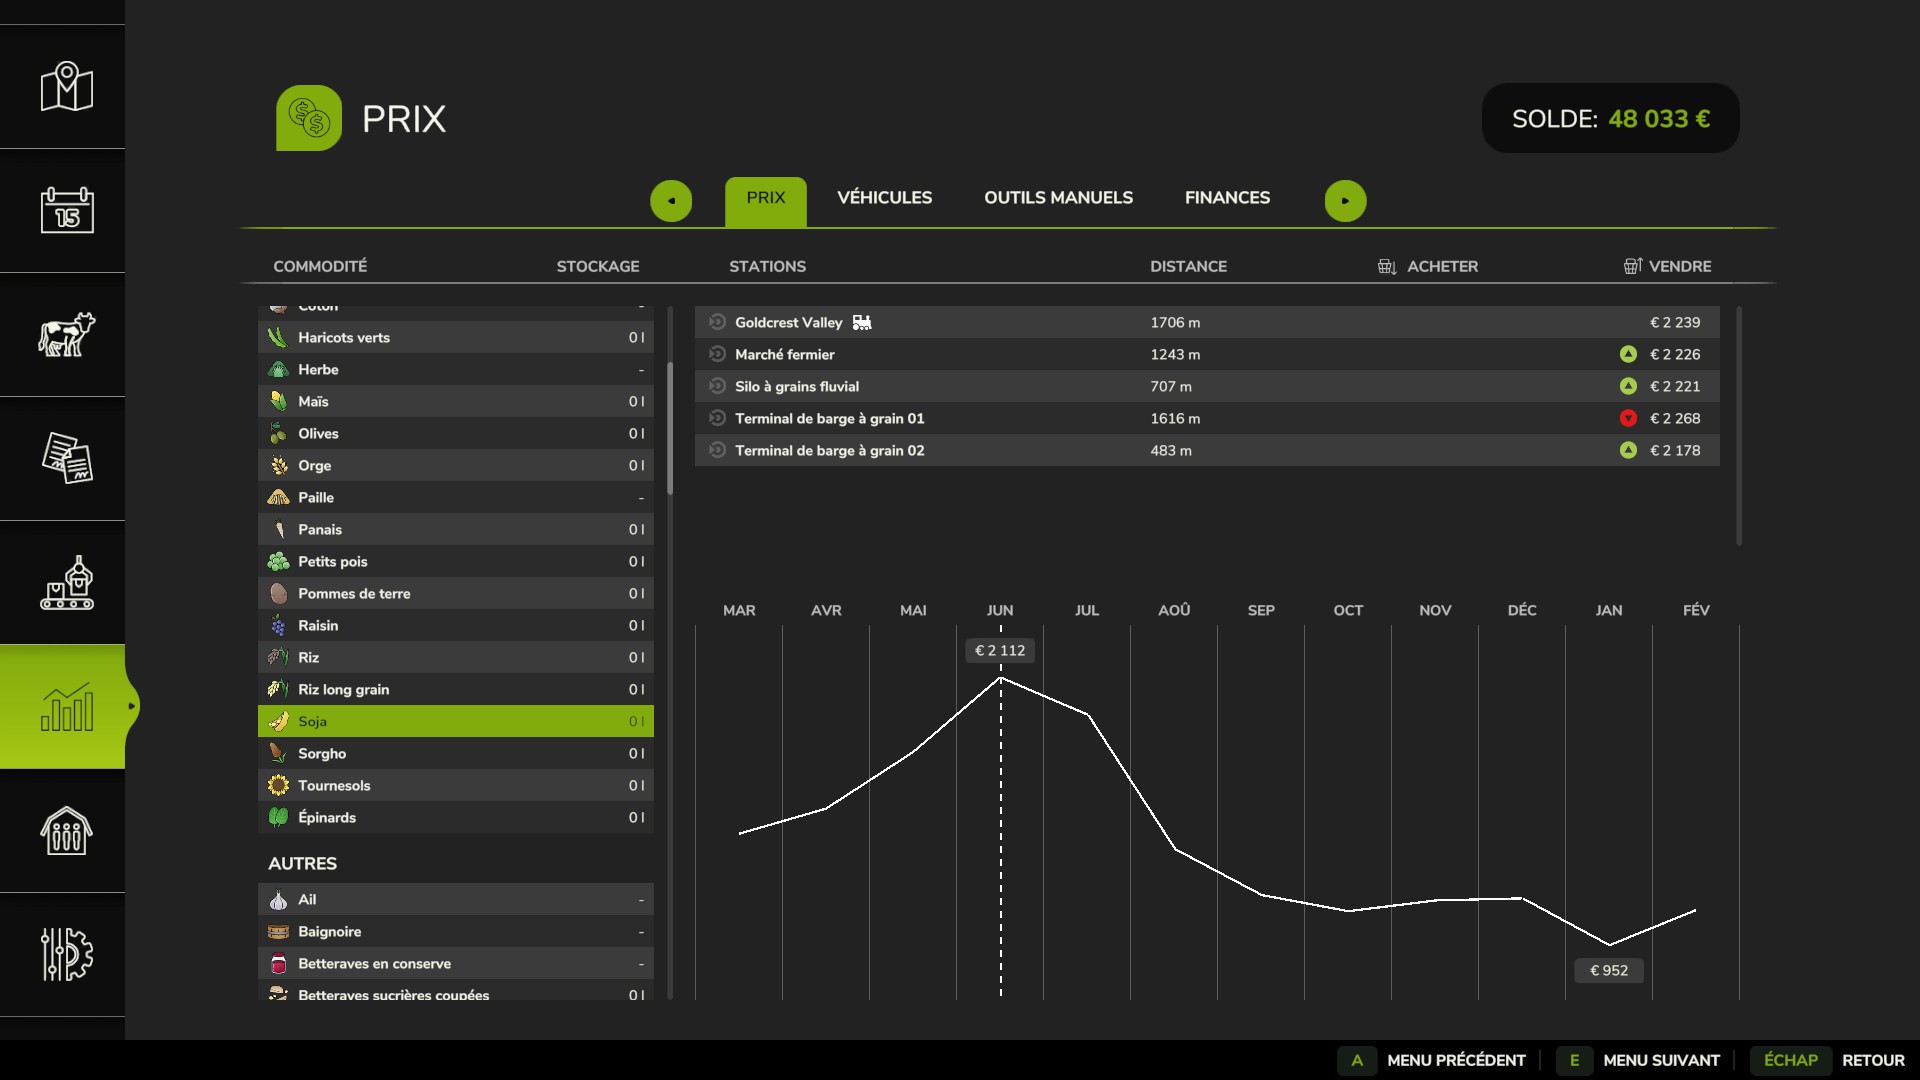 PRIX
SOLDE: 48 033 €
PRIX VÉHICULES OUTILS MANUELS FINANCES
COMMODITÉ STOCKAGE STATIONS DISTANCE ACHETER VENDRE
15
Coton -
Haricots verts 0 l
Herbe -
Maïs 0 l
Olives 0 l
Orge 0 l
Paille -
Panais 0 l
Petits pois 0 l
Pommes de terre 0 l
Raisin 0 l
Riz 0 l
Riz long grain 0 l
Soja 0 l
Sorgho 0 l
Tournesols 0 l
Épinards 0 l
AUTRES
Ail -
Baignoire -
Betteraves en conserve -
Betteraves sucrières coupées 0 l
Goldcrest Valley 1706 m € 2 239
Marché fermier 1243 m € 2 226
Silo à grains fluvial 707 m € 2 221
Terminal de barge à grain 01 1616 m € 2 268
Terminal de barge à grain 02 483 m € 2 178
MAR AVR MAI JUN JUL AOÛ SEP OCT NOV DÉC JAN FÉV
€ 2 112
€ 952
A MENU PRÉCÉDENT E MENU SUIVANT ÉCHAP RETOUR